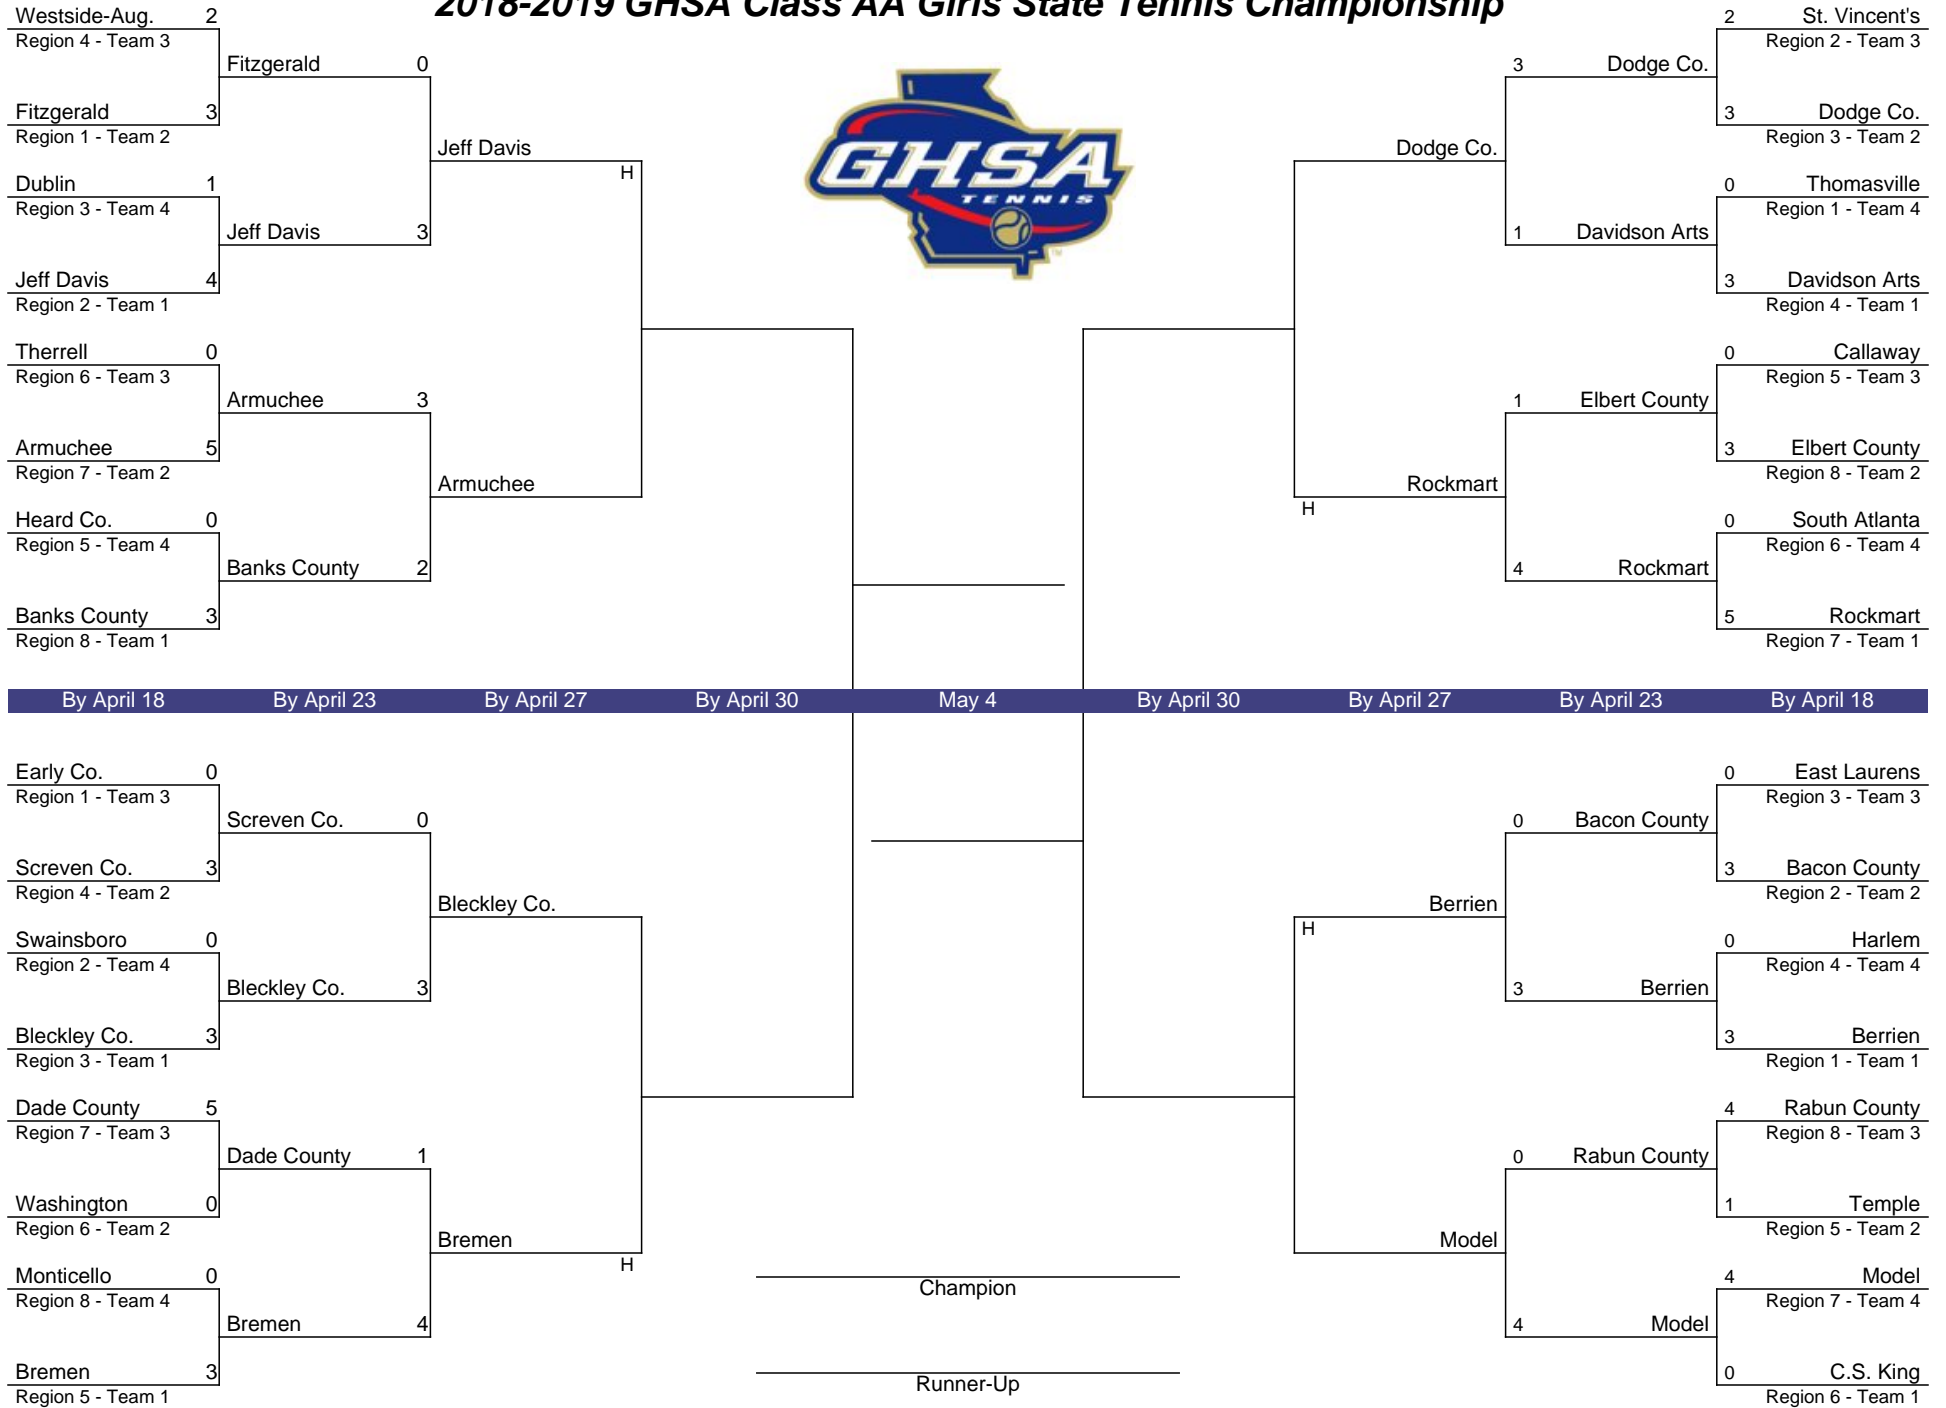 2018-2019 GHSA Class AA Girls State Tennis Championship
GHSA
TENNIS
TM
Westside-Aug. 2
Region 4 - Team 3
Fitzgerald 0
Fitzgerald 3
Region 1 - Team 2
Jeff Davis
H
Dublin 1
Region 3 - Team 4
Jeff Davis 3
Jeff Davis 4
Region 2 - Team 1
Therrell 0
Region 6 - Team 3
Armuchee 3
Armuchee 5
Region 7 - Team 2
Armuchee
Heard Co. 0
Region 5 - Team 4
Banks County 2
Banks County 3
Region 8 - Team 1
2 St. Vincent's
Region 2 - Team 3
3 Dodge Co.
3 Dodge Co.
Region 3 - Team 2
Dodge Co.
0 Thomasville
Region 1 - Team 4
1 Davidson Arts
3 Davidson Arts
Region 4 - Team 1
0 Callaway
Region 5 - Team 3
1 Elbert County
3 Elbert County
Region 8 - Team 2
Rockmart
H
0 South Atlanta
Region 6 - Team 4
4 Rockmart
5 Rockmart
Region 7 - Team 1
By April 18 By April 23 By April 27 By April 30 May 4 By April 30 By April 27 By April 23 By April 18
Early Co. 0
Region 1 - Team 3
Screven Co. 0
Screven Co. 3
Region 4 - Team 2
Bleckley Co.
Swainsboro 0
Region 2 - Team 4
Bleckley Co. 3
Bleckley Co. 3
Region 3 - Team 1
Dade County 5
Region 7 - Team 3
Dade County 1
Washington 0
Region 6 - Team 2
Bremen
H
Monticello 0
Region 8 - Team 4
Bremen 4
Bremen 3
Region 5 - Team 1
0 East Laurens
Region 3 - Team 3
0 Bacon County
3 Bacon County
Region 2 - Team 2
Berrien
H
0 Harlem
Region 4 - Team 4
3 Berrien
3 Berrien
Region 1 - Team 1
4 Rabun County
Region 8 - Team 3
0 Rabun County
1 Temple
Region 5 - Team 2
Model
4 Model
Region 7 - Team 4
4 Model
0 C.S. King
Region 6 - Team 1
Champion
Runner-Up